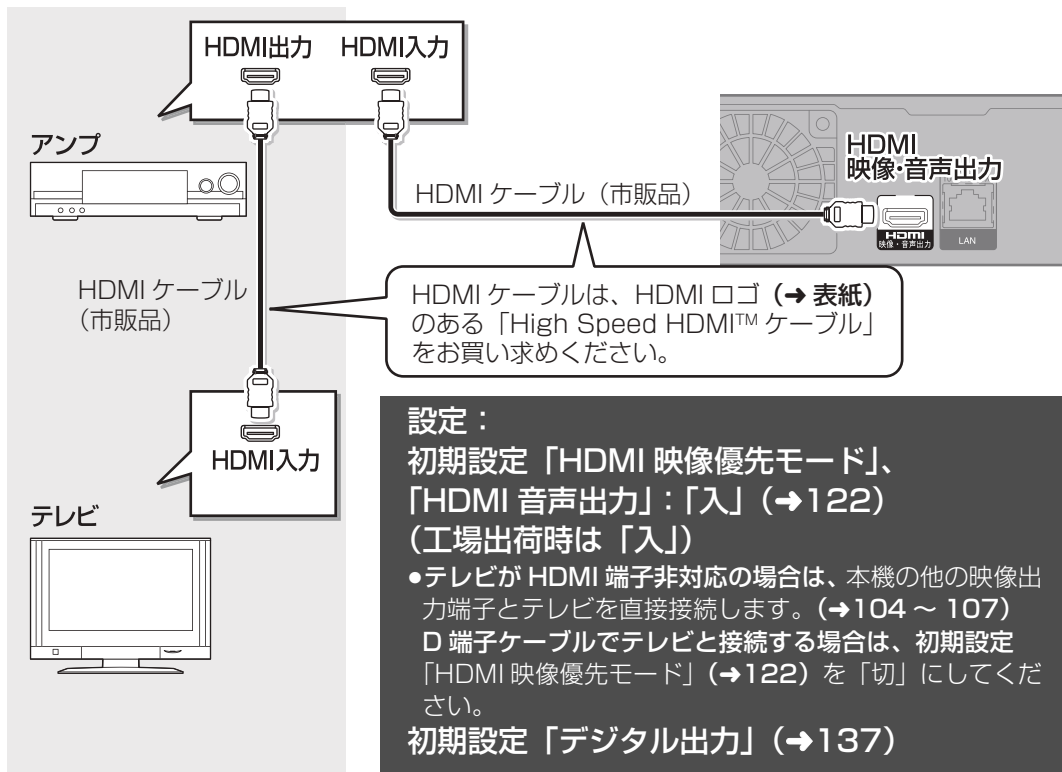 HDMI出力 HDMI入力
アンプ
HDMI
映像・音声出力
HDMI ケーブル（市販品）
HDMI
映像・音声出力
LAN
HDMI ケーブル
（市販品）
HDMI ケーブルは、HDMI ロゴ（➜ 表紙）
のある「High Speed HDMI™ ケーブル」
をお買い求めください。
HDMI入力
テレビ
設定：
初期設定「HDMI 映像優先モード」、
「HDMI 音声出力」：「入」（➜122）
（工場出荷時は「入」）
●テレビが HDMI 端子非対応の場合は、本機の他の映像出
力端子とテレビを直接接続します。（➜104 ～ 107）
D 端子ケーブルでテレビと接続する場合は、初期設定
「HDMI 映像優先モード」（➜122）を「切」にしてくだ
さい。
初期設定「デジタル出力」（➜137）